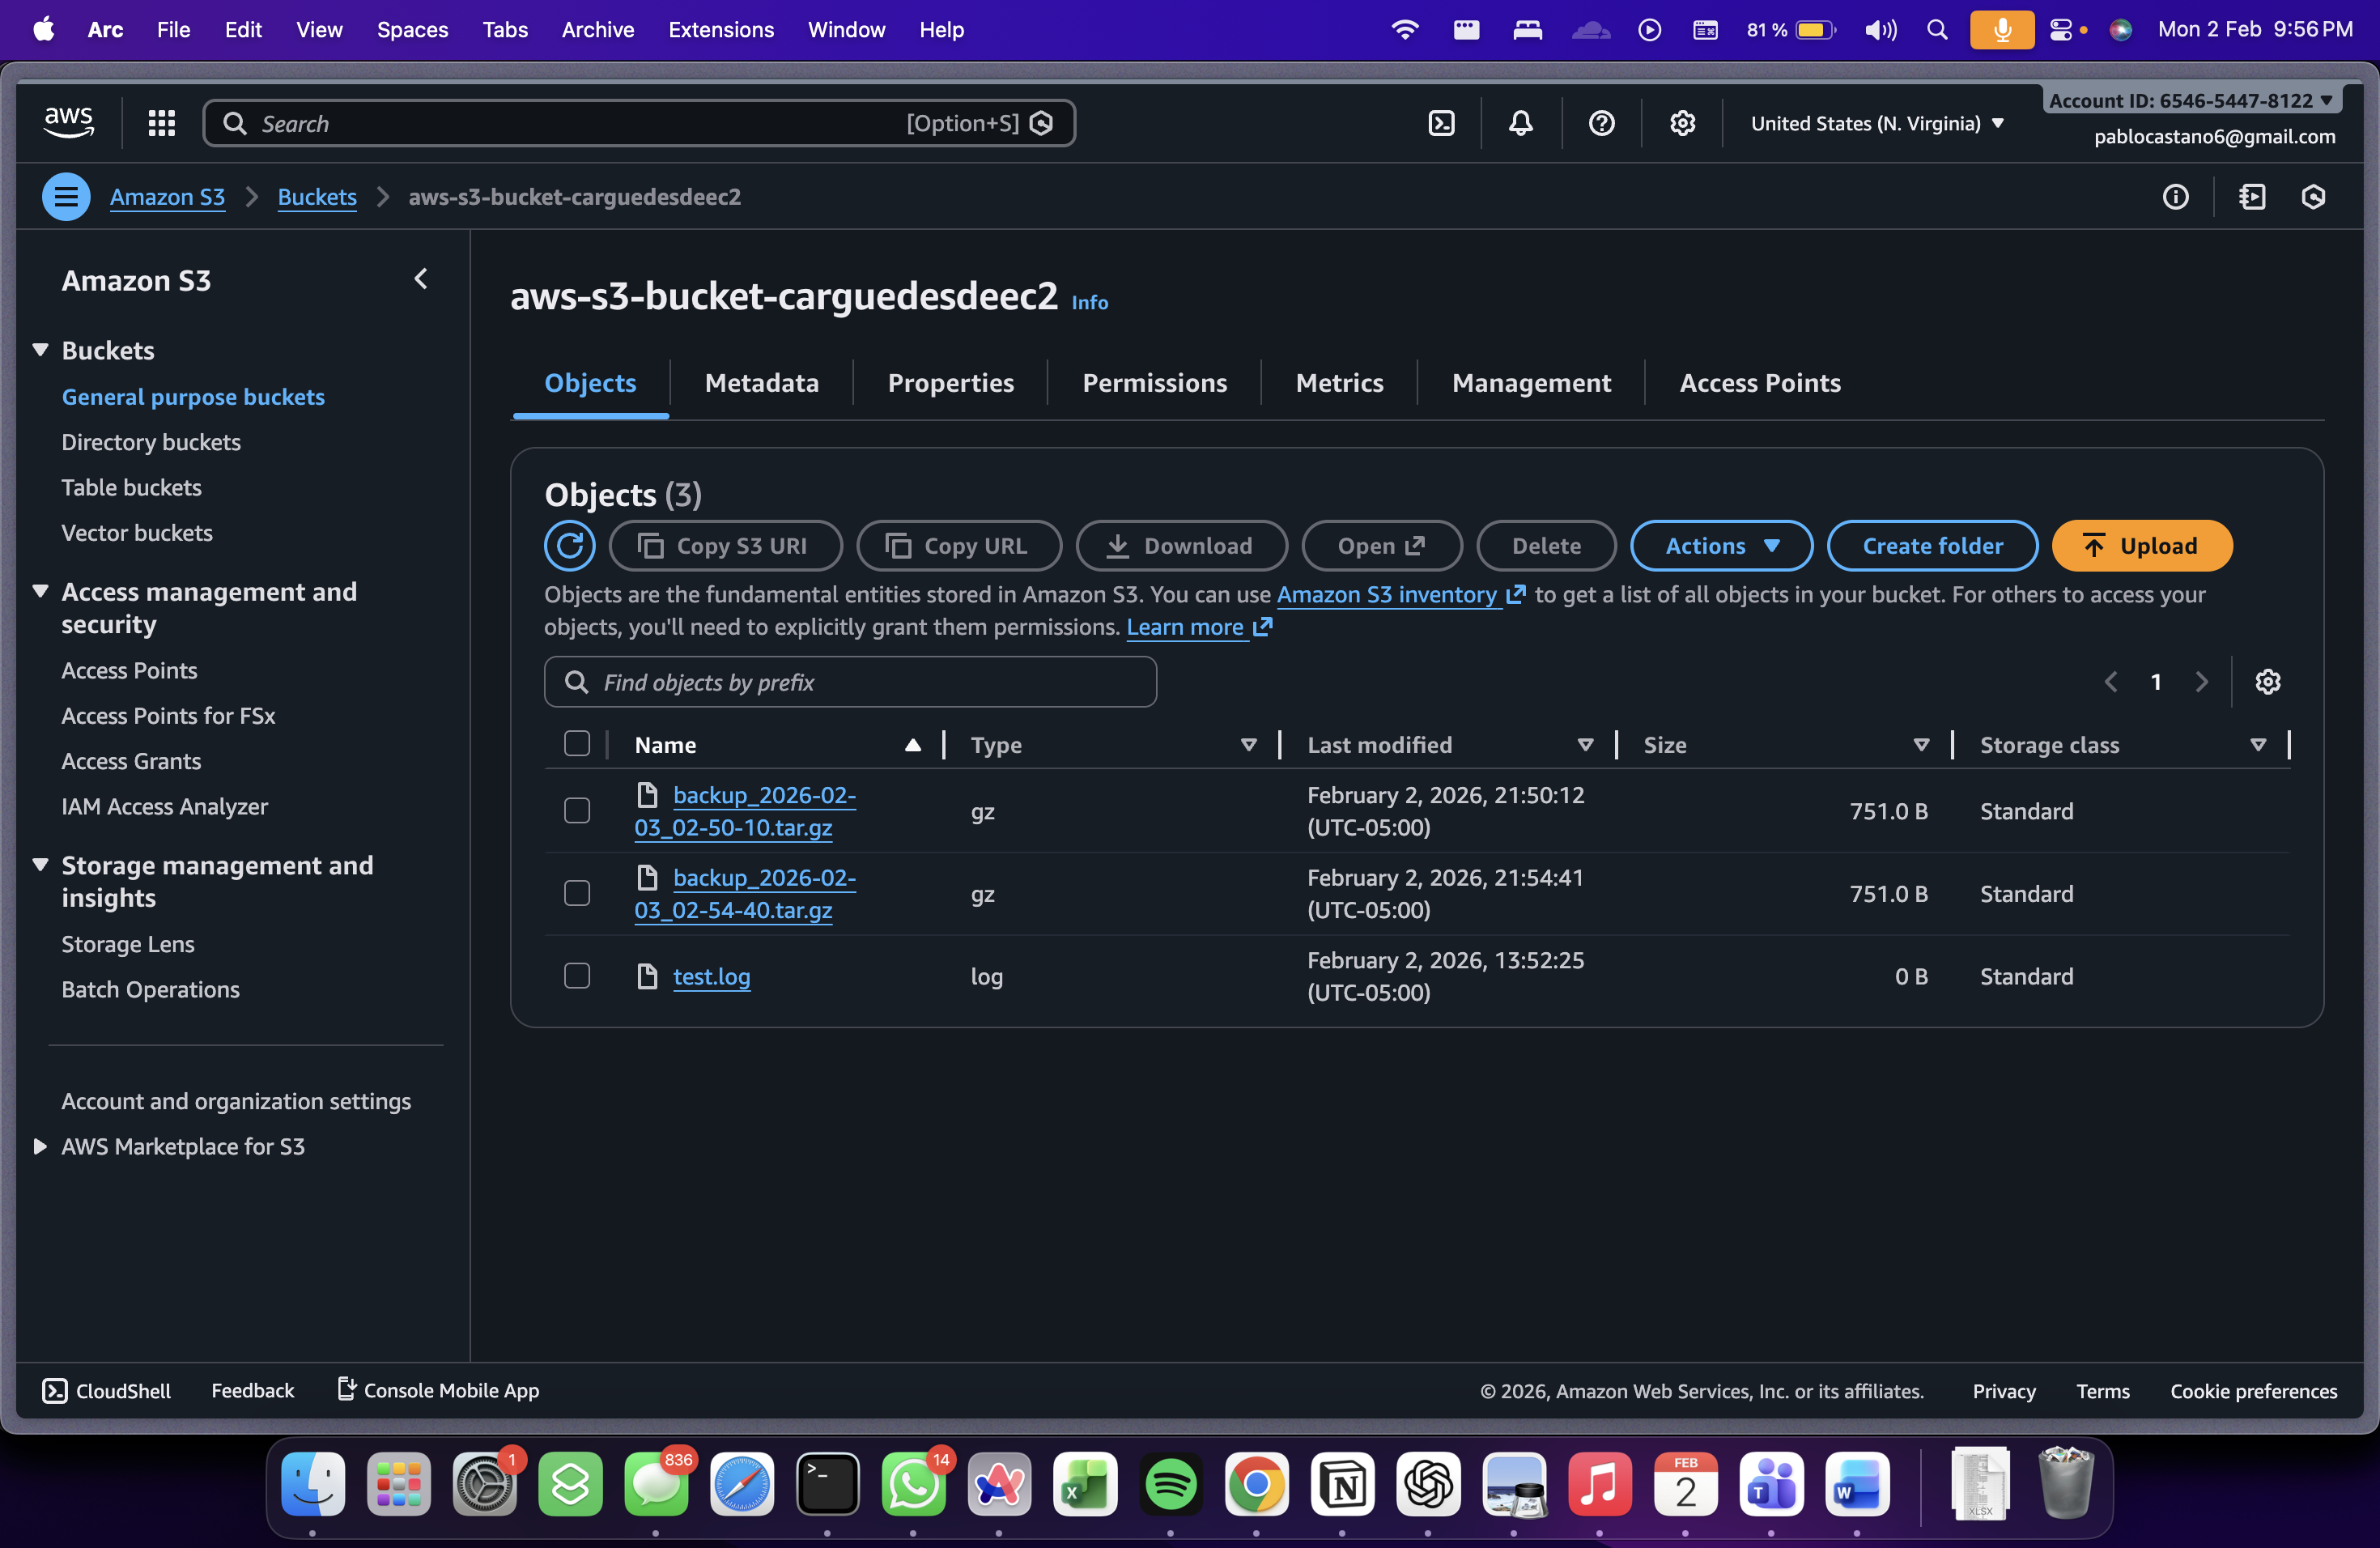 Arc File Edit View Spaces Tabs Archive Extensions Window Help 81 % Mon 2 Feb 9:56 PM
aws Search [Option+S] United States (N. Virginia) Account ID: 6546-5447-8122
pablocastano6@gmail.com
Amazon S3 Buckets aws-s3-bucket-carguedesdeec2
Amazon S3
Buckets
General purpose buckets
Directory buckets
Table buckets
Vector buckets
Access management and
security
Access Points
Access Points for FSx
Access Grants
IAM Access Analyzer
Storage management and
insights
Storage Lens
Batch Operations
Account and organization settings
AWS Marketplace for S3
aws-s3-bucket-carguedesdeec2 Info
Objects Metadata Properties Permissions Metrics Management Access Points
Objects (3)
Copy S3 URI Copy URL Download Open Delete Actions Create folder Upload
Objects are the fundamental entities stored in Amazon S3. You can use Amazon S3 inventory to get a list of all objects in your bucket. For others to access your
objects, you'll need to explicitly grant them permissions. Learn more
Find objects by prefix 1
Name Type Last modified Size Storage class
backup_2026-02- February 2, 2026, 21:50:12
03_02-50-10.tar.gz gz (UTC-05:00) 751.0 B Standard
backup_2026-02- February 2, 2026, 21:54:41
03_02-54-40.tar.gz gz (UTC-05:00) 751.0 B Standard
test.log log February 2, 2026, 13:52:25 0 B Standard
(UTC-05:00)
CloudShell Feedback Console Mobile App © 2026, Amazon Web Services, Inc. or its affiliates. Privacy Terms Cookie preferences
1 836 14 FEB
2
XLSX